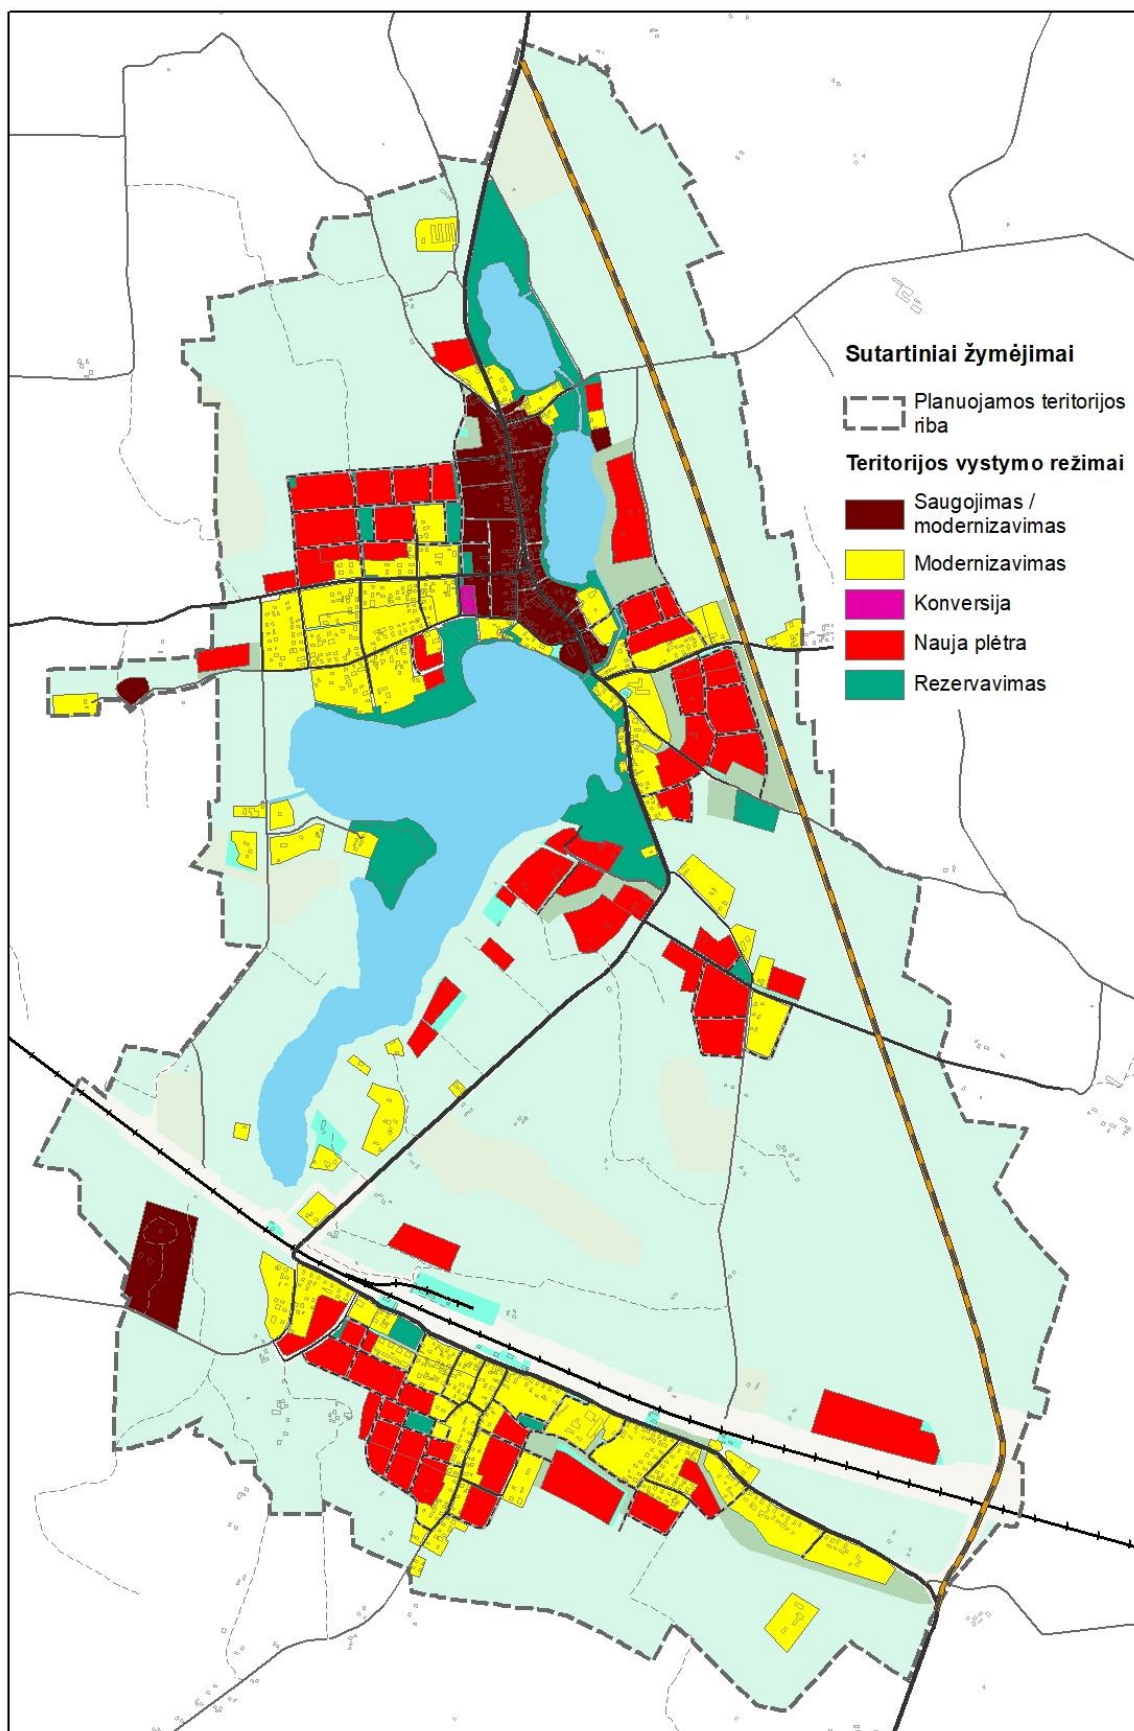 Sutartiniai žymėjimai
Planuojamos teritorijos
riba
Teritorijos vystymo režimai
Saugojimas /
modernizavimas
Modernizavimas
Konversija
Nauja plėtra
Rezervavimas